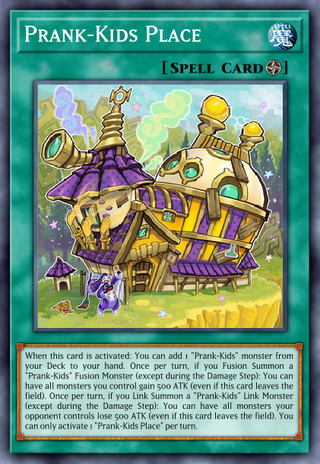 Prank-Kids Place
魔
[Spell Card]
When this card is activated: You can add 1 "Prank-Kids" monster from
your Deck to your hand. Once per turn, if you Fusion Summon a
"Prank-Kids" Fusion Monster (except during the Damage Step): You can
have all monsters you control gain 500 ATK (even if this card leaves the
field). Once per turn, if you Link Summon a "Prank-Kids" Link Monster
(except during the Damage Step): You can have all monsters your
opponent controls lose 500 ATK (even if this card leaves the field). You
can only activate 1 "Prank-Kids Place" per turn.